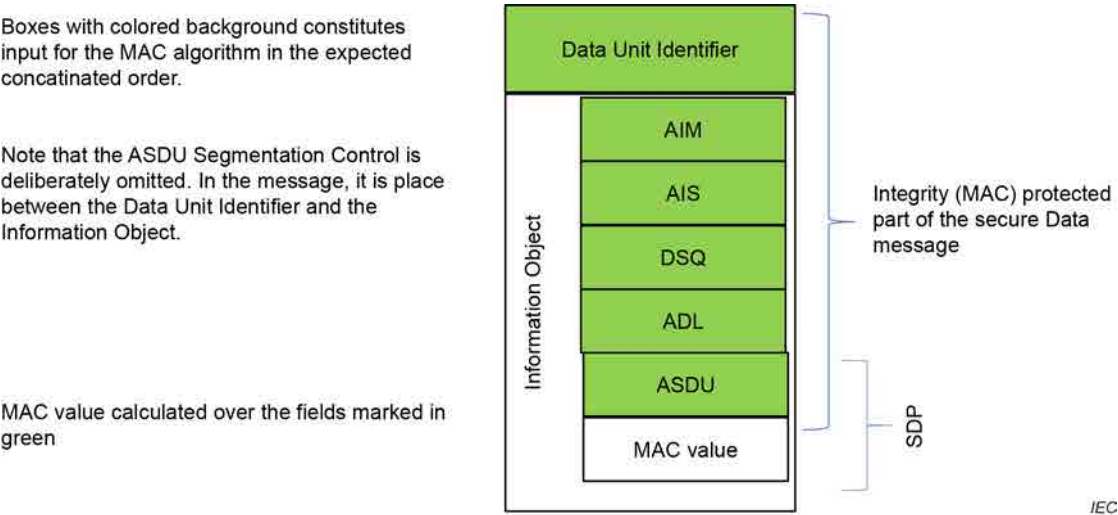 Boxes with colored background constitutes
input for the MAC algorithm in the expected
concatinated order.
Note that the ASDU Segmentation Control is
deliberately omitted. In the message, it is place
between the Data Unit Identifier and the
Information Object.
MAC value calculated over the fields marked in
green
Data Unit Identifier
Information Object
AIM
AIS
DSQ
ADL
ASDU
MAC value
Integrity (MAC) protected
part of the secure Data
message
SDP
IEC